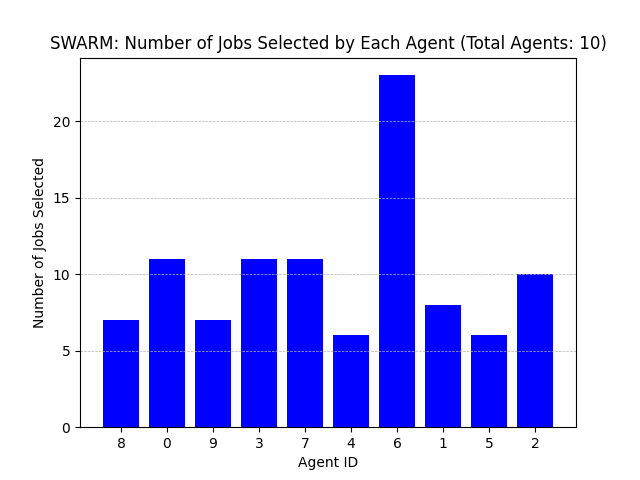 SWARM: Number of Jobs Selected by Each Agent (Total Agents: 10)
Number of Jobs Selected
20
15
10
5
0
8 0 9 3 7 4 6 1 5 2
Agent ID